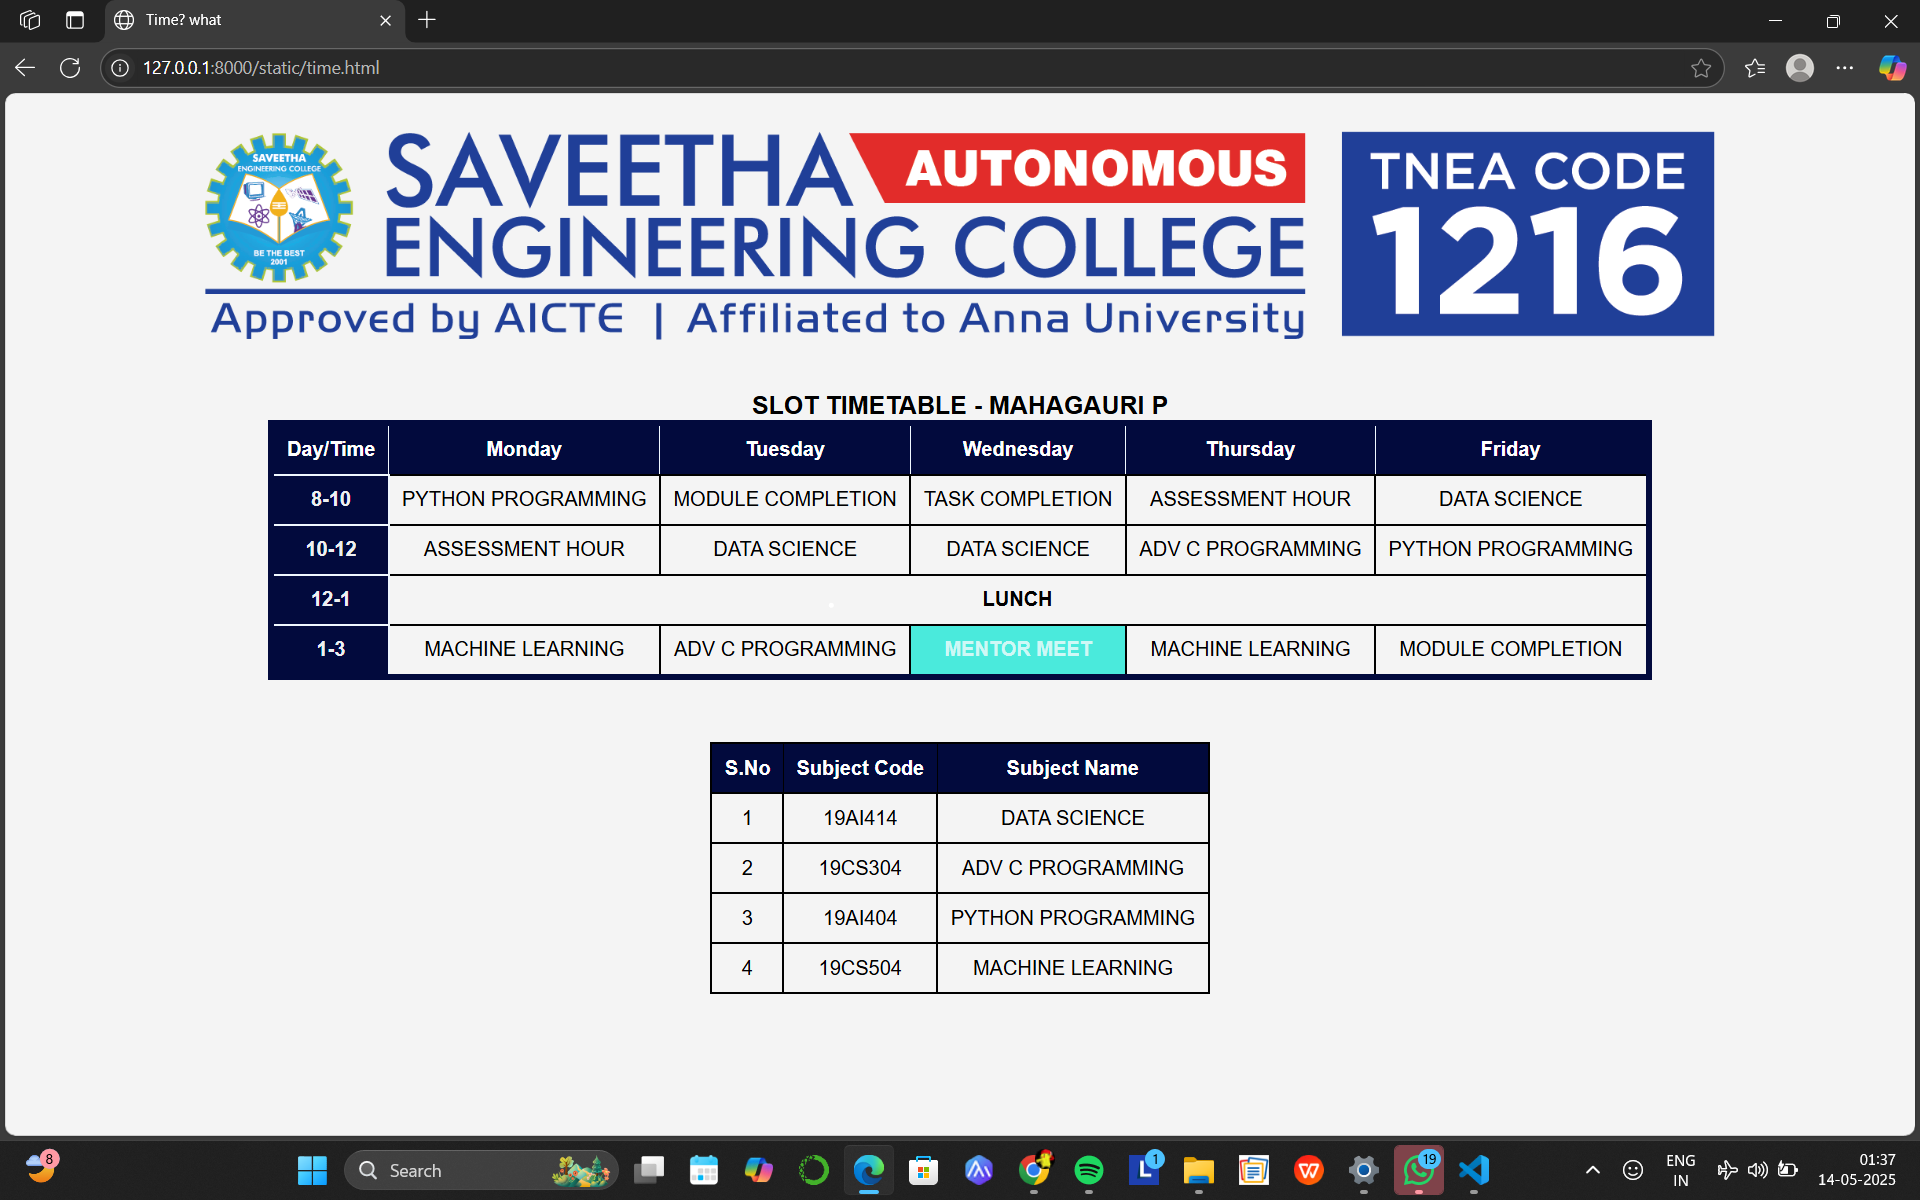 Time? what
127.0.0.1:8000/static/time.html
SAVEETHA
ENGINEERING COLLEGE
BE THE BEST
2001
SAVEETHA AUTONOMOUS
ENGINEERING COLLEGE
Approved by AICTE | Affiliated to Anna University
TNEA CODE
1216
SLOT TIMETABLE - MAHAGAURI P
Day/Time Monday Tuesday Wednesday Thursday Friday
8-10 PYTHON PROGRAMMING MODULE COMPLETION TASK COMPLETION ASSESSMENT HOUR DATA SCIENCE
10-12 ASSESSMENT HOUR DATA SCIENCE DATA SCIENCE ADV C PROGRAMMING PYTHON PROGRAMMING
12-1 LUNCH
1-3 MACHINE LEARNING ADV C PROGRAMMING MENTOR MEET MACHINE LEARNING MODULE COMPLETION
S.No Subject Code Subject Name
1 19AI414 DATA SCIENCE
2 19CS304 ADV C PROGRAMMING
3 19AI404 PYTHON PROGRAMMING
4 19CS504 MACHINE LEARNING
8
Search
1
19
ENG
IN
01:37
14-05-2025